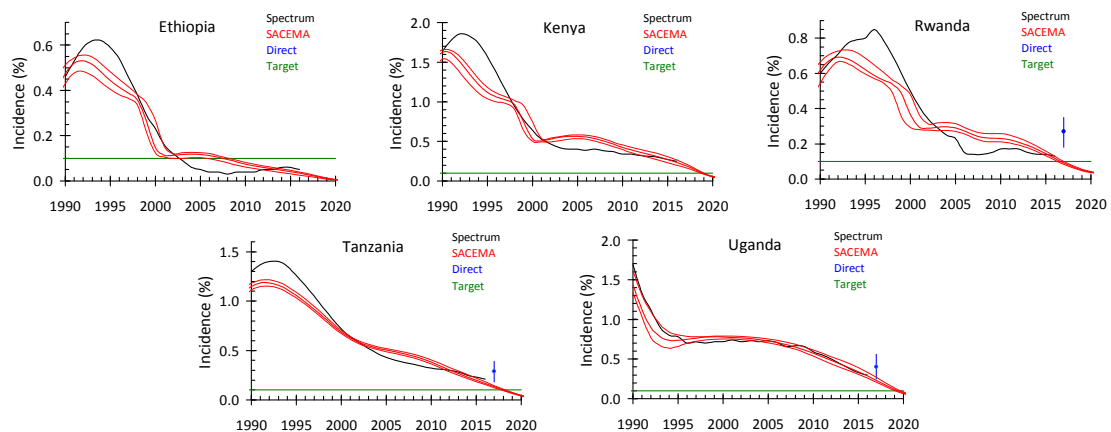 Ethiopia
Spectrum
SACEMA
Direct
Target
Incidence (%)
0.6
0.4
0.2
0.0
1990 1995 2000 2005 2010 2015 2020
Kenya
Spectrum
SACEMA
Direct
Target
Incidence (%)
2.0
1.5
1.0
0.5
0.0
1990 1995 2000 2005 2010 2015 2020
Rwanda
Spectrum
SACEMA
Direct
Target
Incidence (%)
0.8
0.6
0.4
0.2
0.0
1990 1995 2000 2005 2010 2015 2020
Tanzania
Spectrum
SACEMA
Direct
Target
Incidence (%)
1.5
1.0
0.5
0.0
1990 1995 2000 2005 2010 2015 2020
Uganda
Spectrum
SACEMA
Direct
Target
Incidence (%)
2.0
1.5
1.0
0.5
0.0
1990 1995 2000 2005 2010 2015 2020